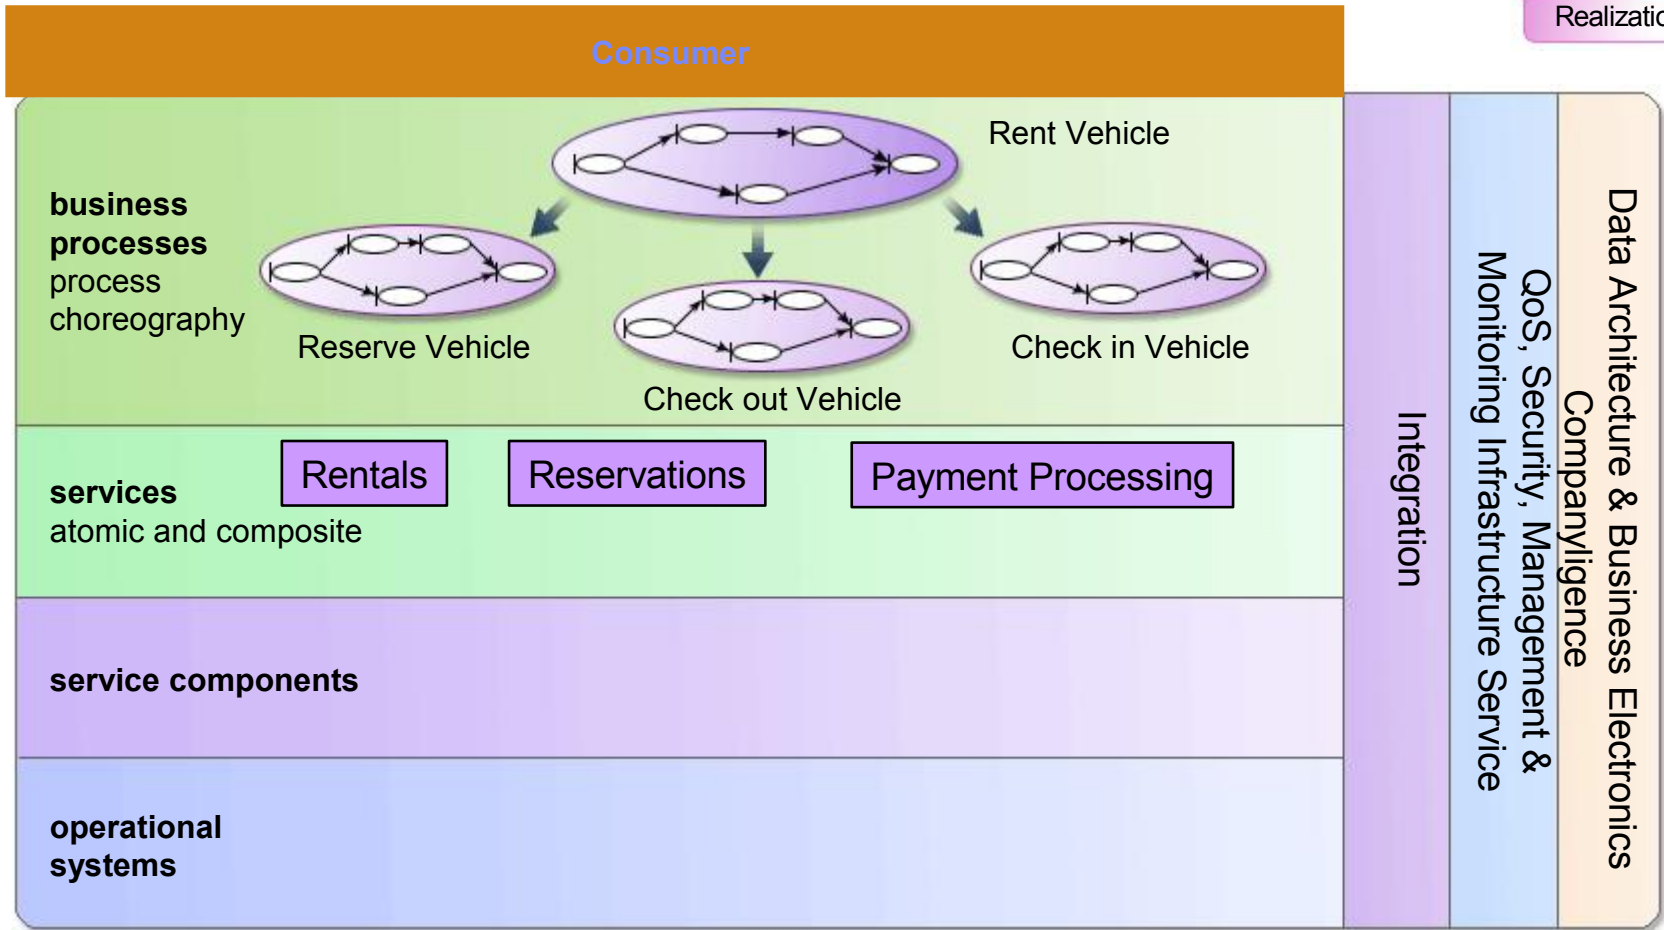 Realizatio
Consumer
Rent Vehicle
business
processes
process
choreography
Reserve Vehicle
Check in Vehicle
Check out Vehicle
services
atomic and composite
Rentals
Reservations
Payment Processing
service components
operational
systems
Integration
QoS, Security, Management &
Monitoring Infrastructure Service
Data Architecture & Business Electronics
Companyligence